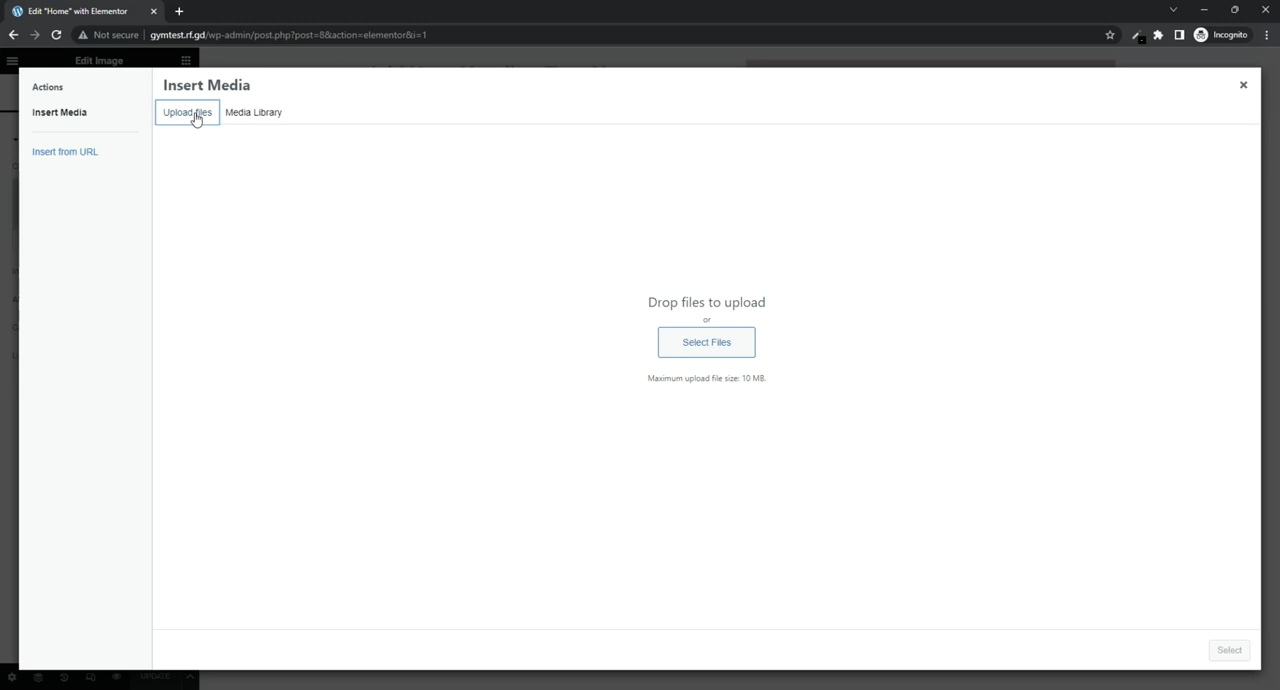 Edit "Home" with Elementor
Not secure
gymtest.rf.gd/wp-admin/post.php?post=8&action=elementor&i=1
Incognito
Edit Image
Actions
Insert Media
Insert from URL
Insert Media
Upload files
Media Library
Drop files to upload
or
Select Files
Maximum upload file size: 10 MB.
Select
UPDATE